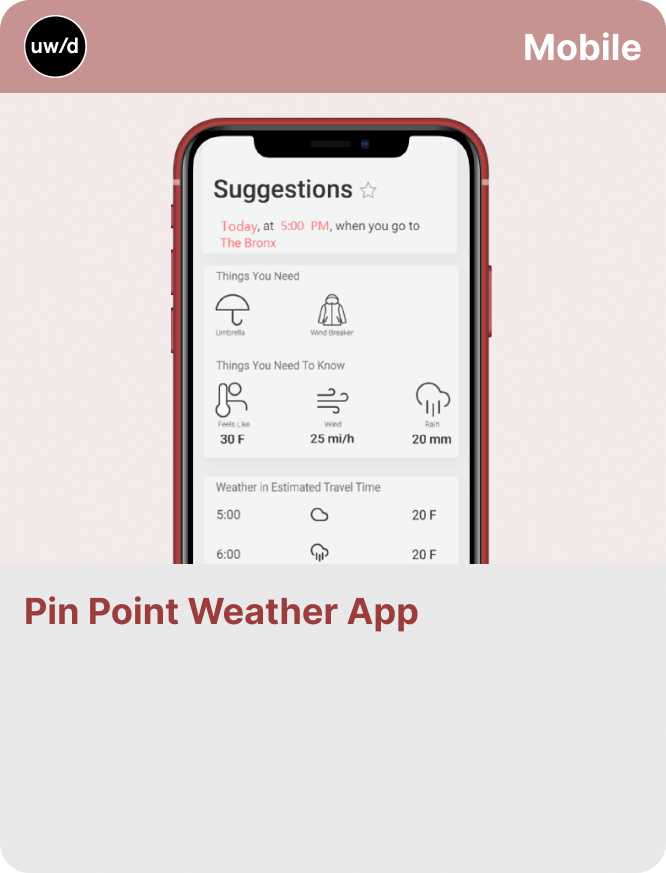 uw/d
Mobile
Suggestions
Today, at 5:00 PM, when you go to
The Bronx
Things You Need
Umbrella Wind Breaker
Things You Need To Know
Feels Like Wind Rain
30 F 25 mi/h 20 mm
Weather in Estimated Travel Time
5:00 20 F
6:00 20 F
Pin Point Weather App